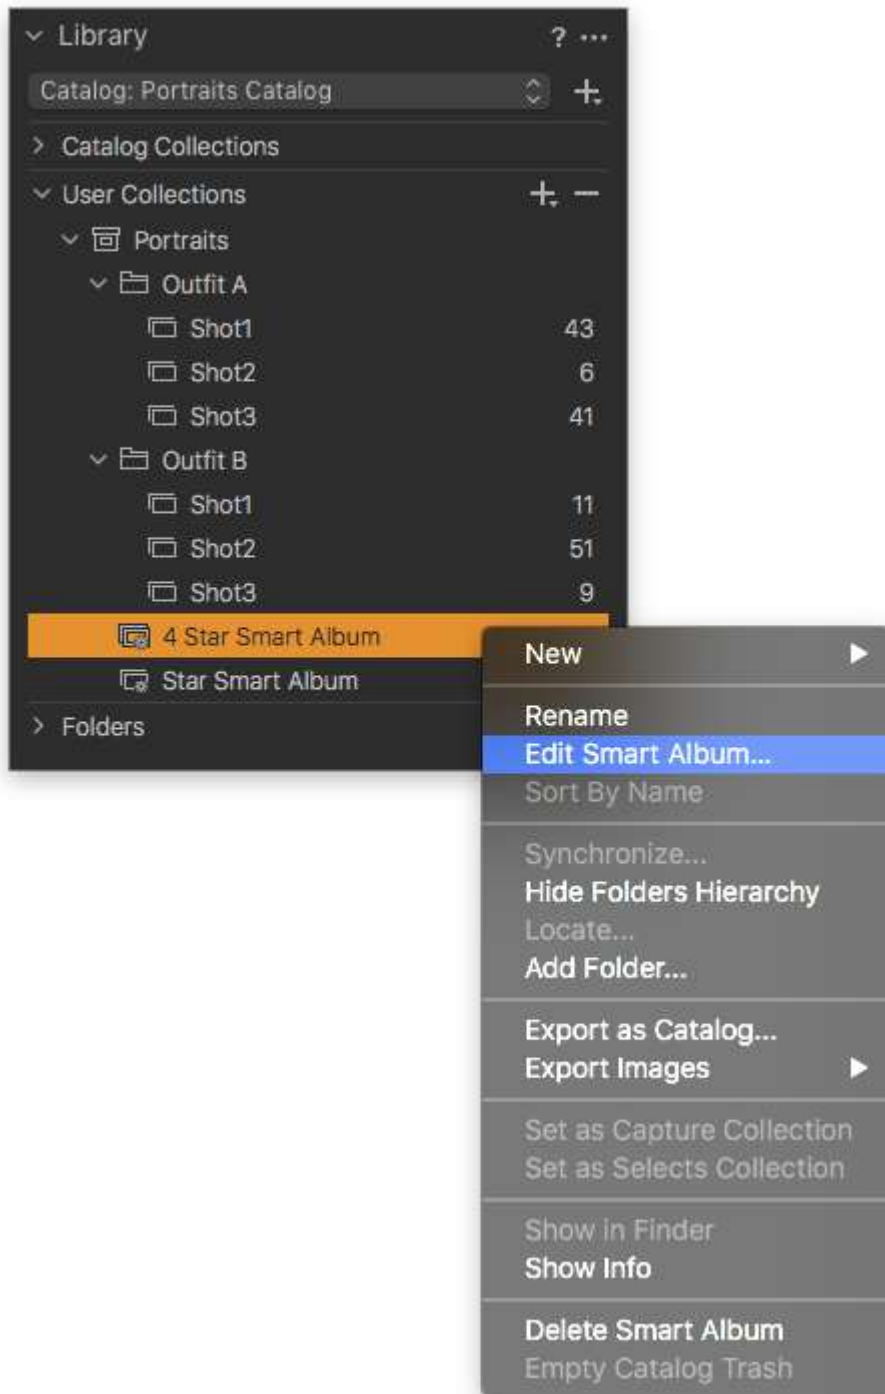 Library ? ...
Catalog: Portraits Catalog
Catalog Collections
User Collections
Portraits
Outfit A
Shot1 43
Shot2 6
Shot3 41
Outfit B
Shot1 11
Shot2 51
Shot3 9
4 Star Smart Album
Star Smart Album
Folders
New
Rename
Edit Smart Album...
Sort By Name
Synchronize...
Hide Folders Hierarchy
Locate...
Add Folder...
Export as Catalog...
Export Images
Set as Capture Collection
Set as Selects Collection
Show in Finder
Show Info
Delete Smart Album
Empty Catalog Trash